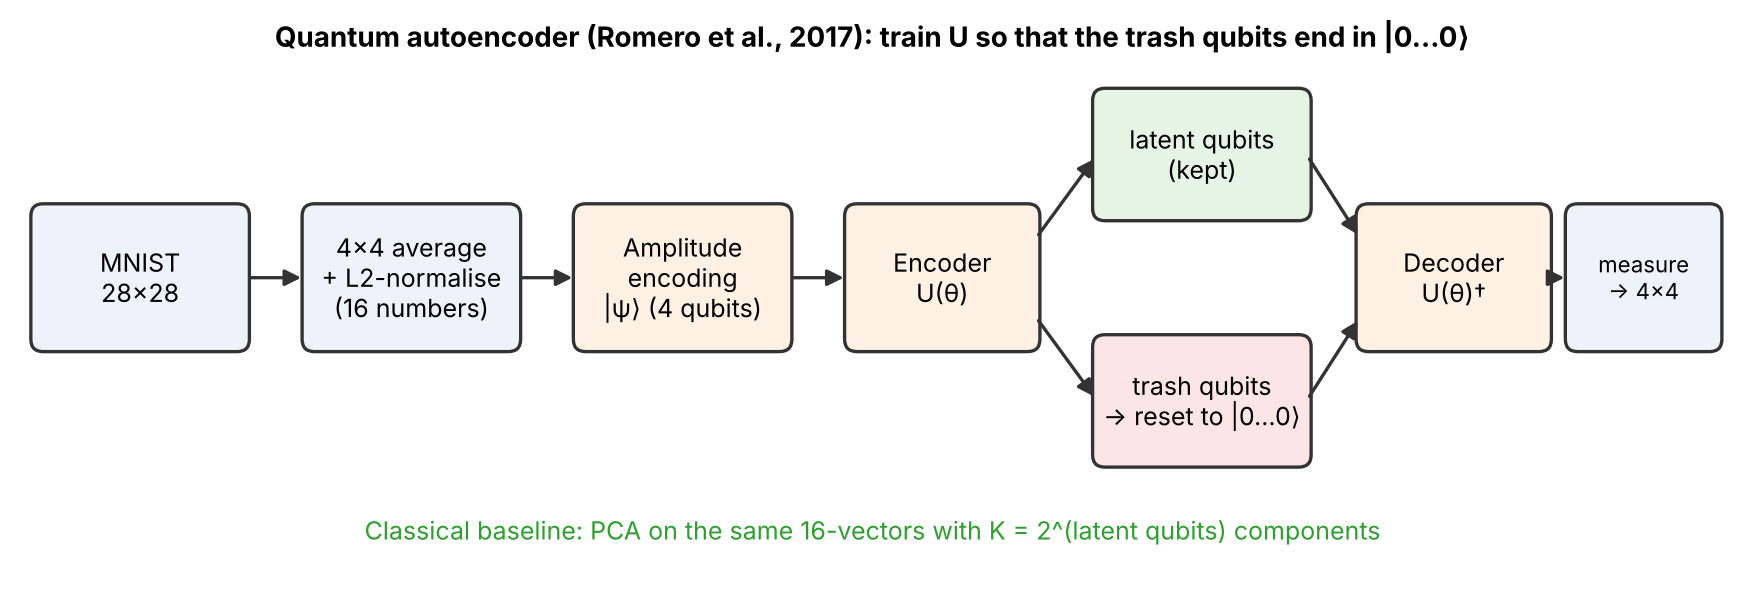 Quantum autoencoder (Romero et al., 2017): train U so that the trash qubits end in |0…0⟩
MNIST
28×28
4×4 average
+ L2-normalise
(16 numbers)
Amplitude
encoding
|ψ⟩ (4 qubits)
Encoder
U(θ)
latent qubits
(kept)
trash qubits
→ reset to |0…0⟩
Decoder
U(θ)†
measure
→ 4×4
Classical baseline: PCA on the same 16-vectors with K = 2^(latent qubits) components